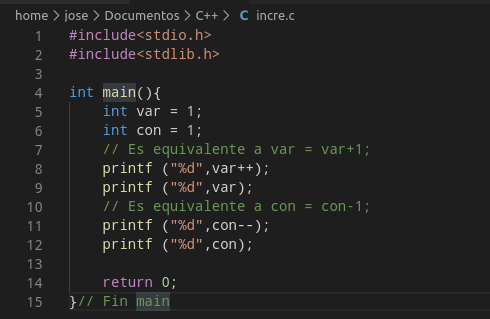 home > jose > Documentos > C++ > C incre.c
1 #include<stdio.h>
2 #include<stdlib.h>
3
4 int main(){
5 int var = 1;
6 int con = 1;
7 // Es equivalente a var = var+1;
8 printf ("%d",var++);
9 printf ("%d",var);
10 // Es equivalente a con = con-1;
11 printf ("%d",con--);
12 printf ("%d",con);
13
14 return 0;
15 }// Fin main